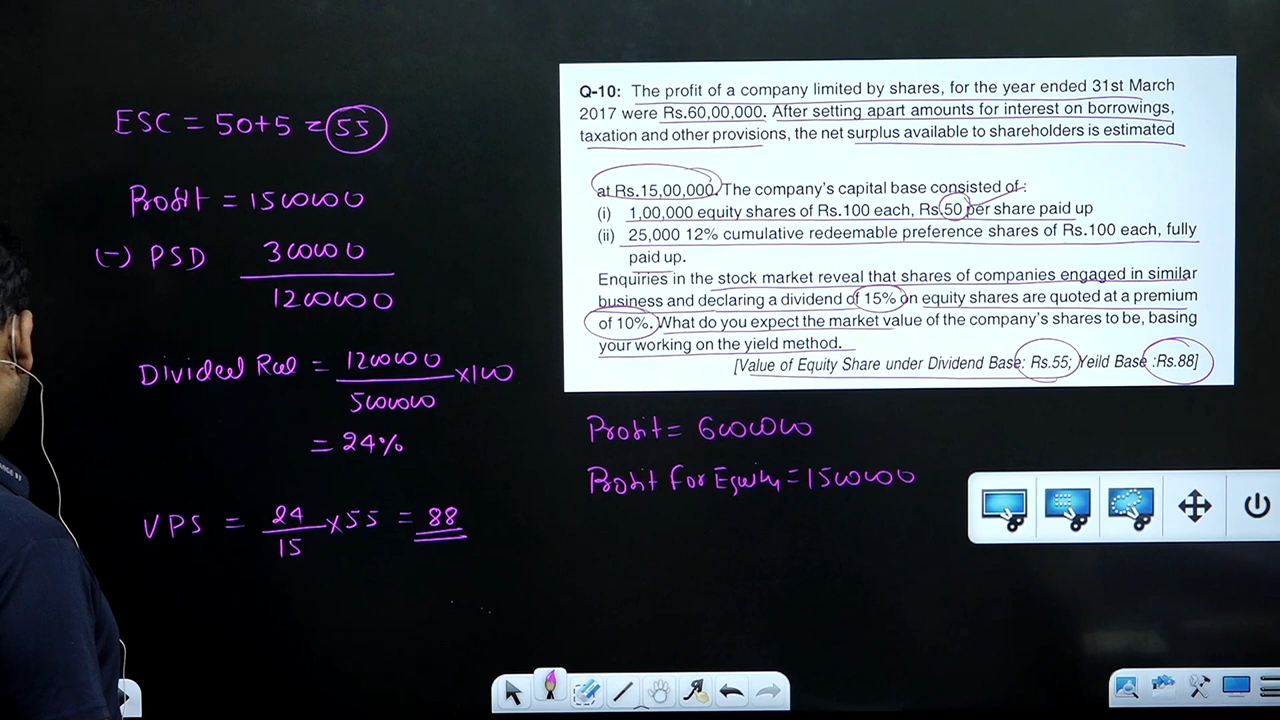 ESC = 50+5 = 55
Profit = 1500000
(-) PSD 300000
1200000
Divided Rael = 1200000 ×100
5000000
= 24%
VPS = 24 ×55 = 88
15
Q-10: The profit of a company limited by shares, for the year ended 31st March
2017 were Rs.60,00,000. After setting apart amounts for interest on borrowings,
taxation and other provisions, the net surplus available to shareholders is estimated
at Rs.15,00,000. The company's capital base consisted of :
(i) 1,00,000 equity shares of Rs.100 each, Rs.50 per share paid up
(ii) 25,000 12% cumulative redeemable preference shares of Rs.100 each, fully
paid up.
Enquiries in the stock market reveal that shares of companies engaged in similar
business and declaring a dividend of 15% on equity shares are quoted at a premium
of 10%. What do you expect the market value of the company's shares to be, basing
your working on the yield method.
[Value of Equity Share under Dividend Base: Rs.55; Yeild Base :Rs.88]
Profit = 6000000
Profit For Equity = 1500000